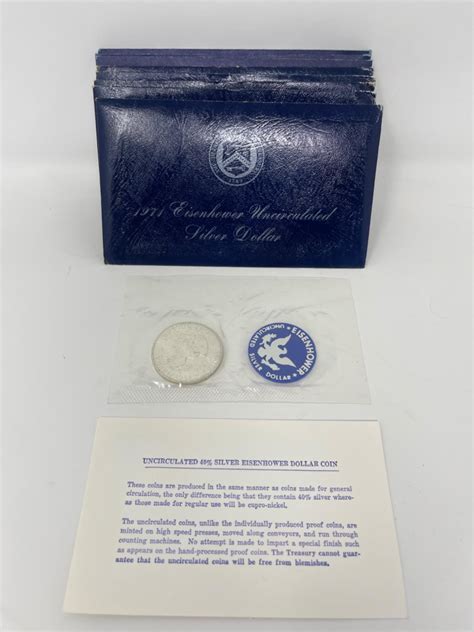 1789
1971 Eisenhower Uncirculated
Silver Dollar
EISENHOWER
UNCIRCULATED SILVER DOLLAR
UNCIRCULATED 40% SILVER EISENHOWER DOLLAR COIN
These coins are produced in the same manner as coins made for general
circulation, the only difference being that they contain 40% silver where-
as those made for regular use will be cupro-nickel.
The uncirculated coins, unlike the individually produced proof coins, are
minted on high speed presses, moved along conveyors, and run through
counting machines. No attempt is made to impart a special finish such
as appears on the hand-processed proof coins. The Treasury cannot guar-
antee that the uncirculated coins will be free from blemishes.